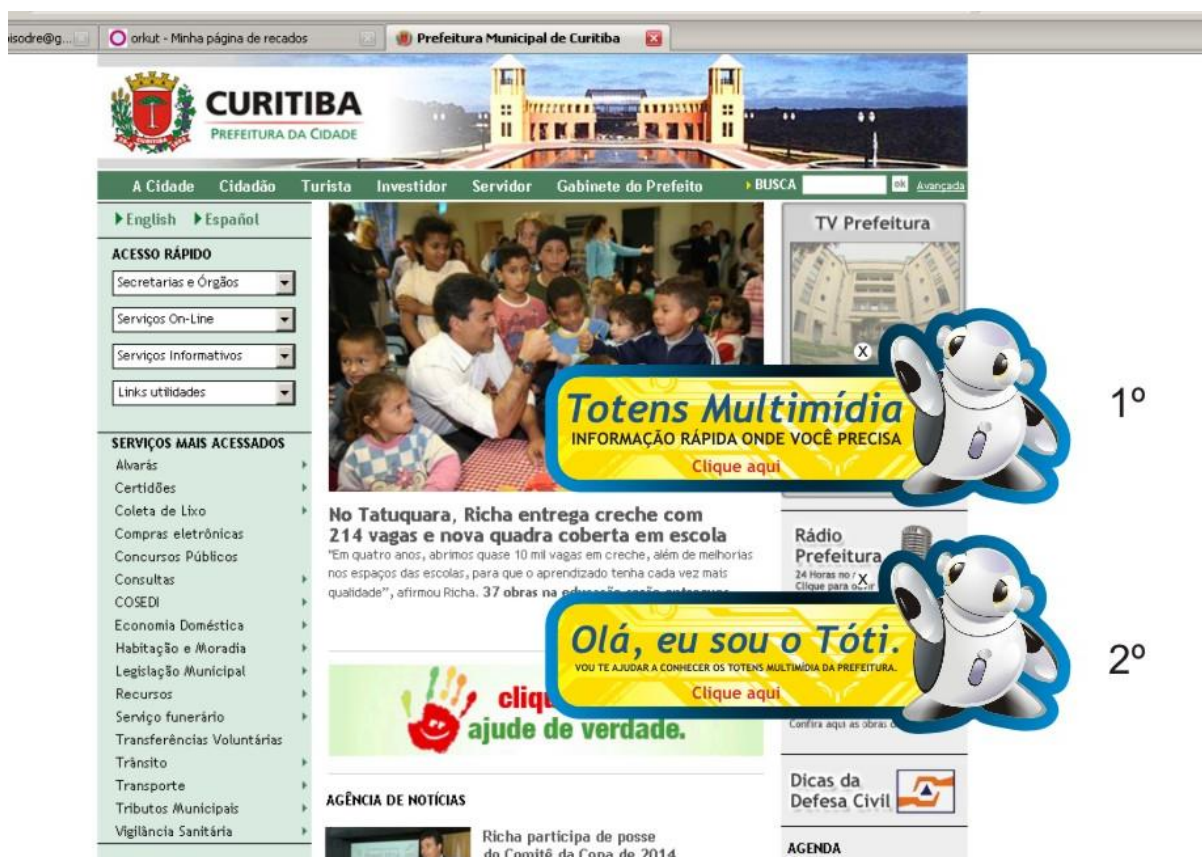 isodre@g...
orkut - Minha página de recados
Prefeitura Municipal de Curitiba
CURITIBA
PREFEITURA DA CIDADE
A Cidade Cidadão Turista Investidor Servidor Gabinete do Prefeito BUSCA ok Avançada
English Español
ACESSO RÁPIDO
Secretarias e Órgãos
Serviços On-Line
Serviços Informativos
Links utilidades
SERVIÇOS MAIS ACESSADOS
Alvarás
Certidões
Coleta de Lixo
Compras eletrônicas
Concursos Públicos
Consultas
COSEDI
Economia Doméstica
Habitação e Moradia
Legislação Municipal
Recursos
Serviço funerário
Transferências Voluntárias
Trânsito
Transporte
Tributos Municipais
Vigilância Sanitária
No Tatuquara, Richa entrega creche com
214 vagas e nova quadra coberta em escola
"Em quatro anos, abrimos quase 10 mil vagas em creche, além de melhorias
nos espaços das escolas, para que o aprendizado tenha cada vez mais
qualidade", afirmou Richa. 37 obras na
ajude de verdade.
AGÊNCIA DE NOTÍCIAS
Richa participa de posse
do Comitê da Copa de 2014
TV Prefeitura
X
Totens Multimídia
INFORMAÇÃO RÁPIDA ONDE VOCÊ PRECISA
Clique aqui
1º
Rádio
Prefeitura
24 Horas no
Clique para
X
Olá, eu sou o Tóti.
VOU TE AJUDAR A CONHECER OS TOTENS MULTIMÍDIA DA PREFEITURA.
Clique aqui
2º
Confira aqui as obras
Dicas da
Defesa Civil
AGENDA